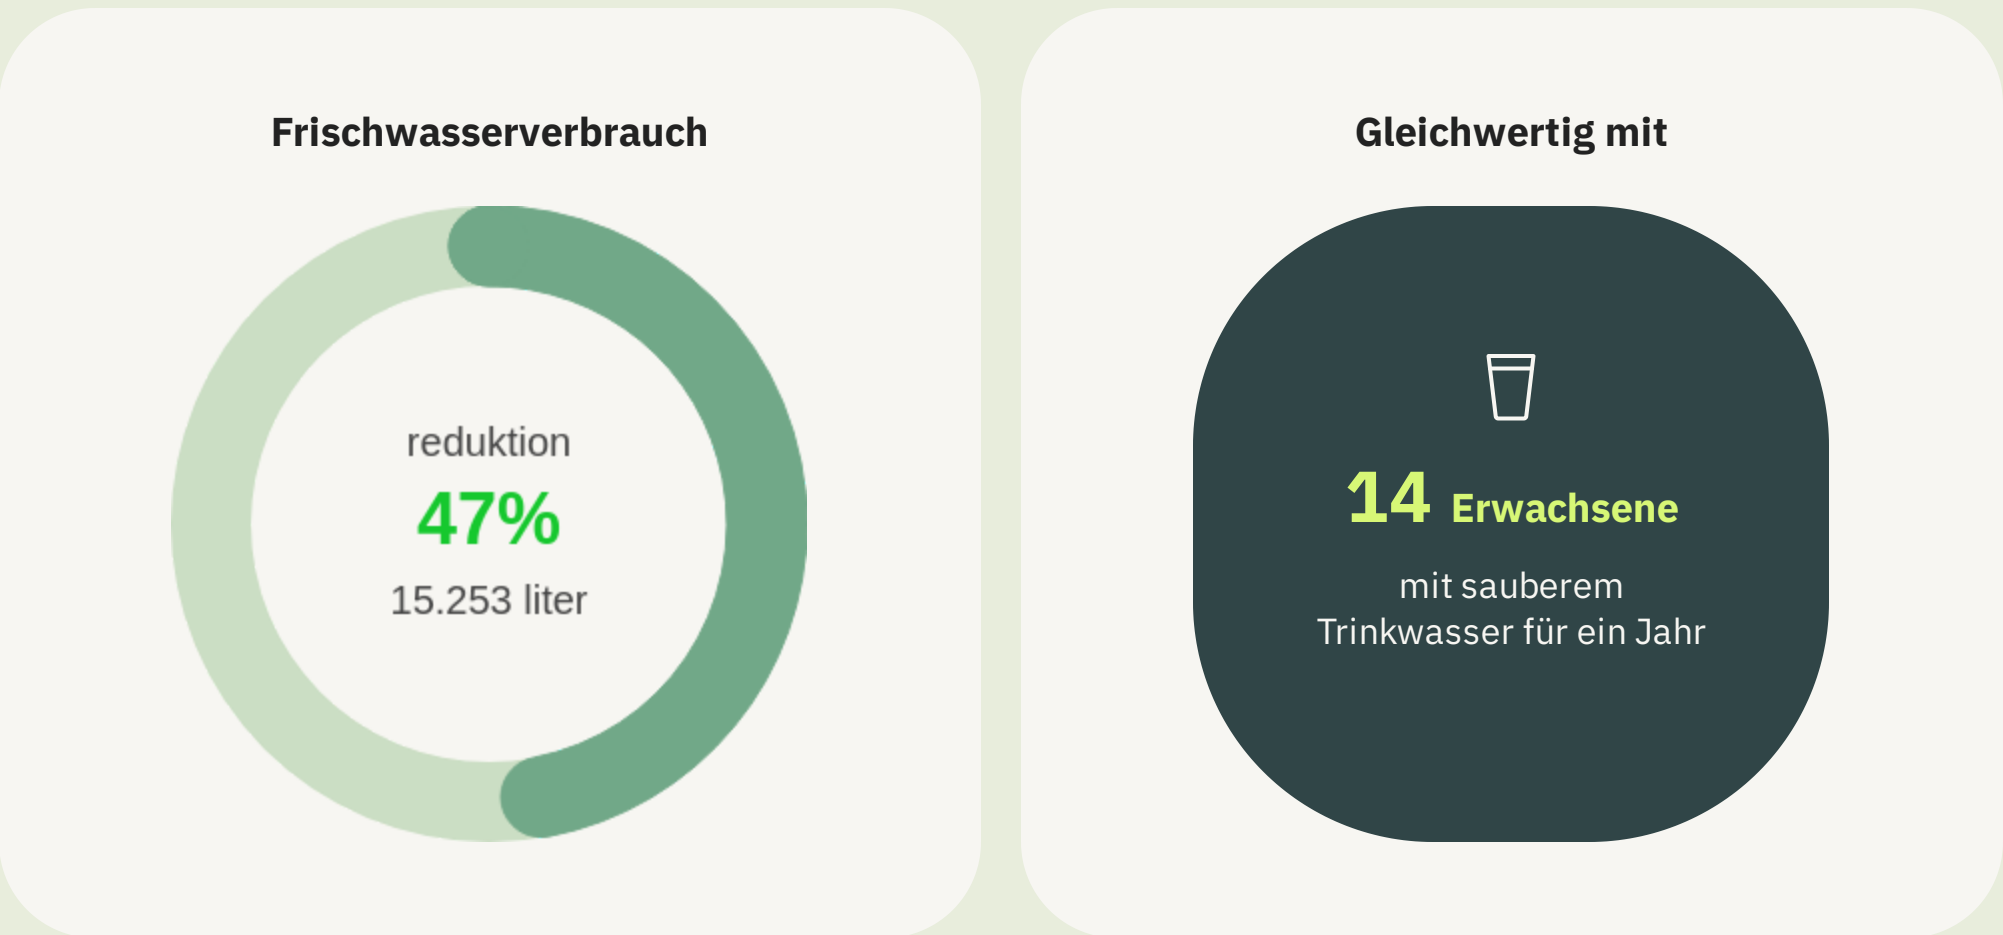 Frischwasserverbrauch
reduktion
47%
15.253 liter
Gleichwertig mit
14 Erwachsene
mit sauberem
Trinkwasser für ein Jahr